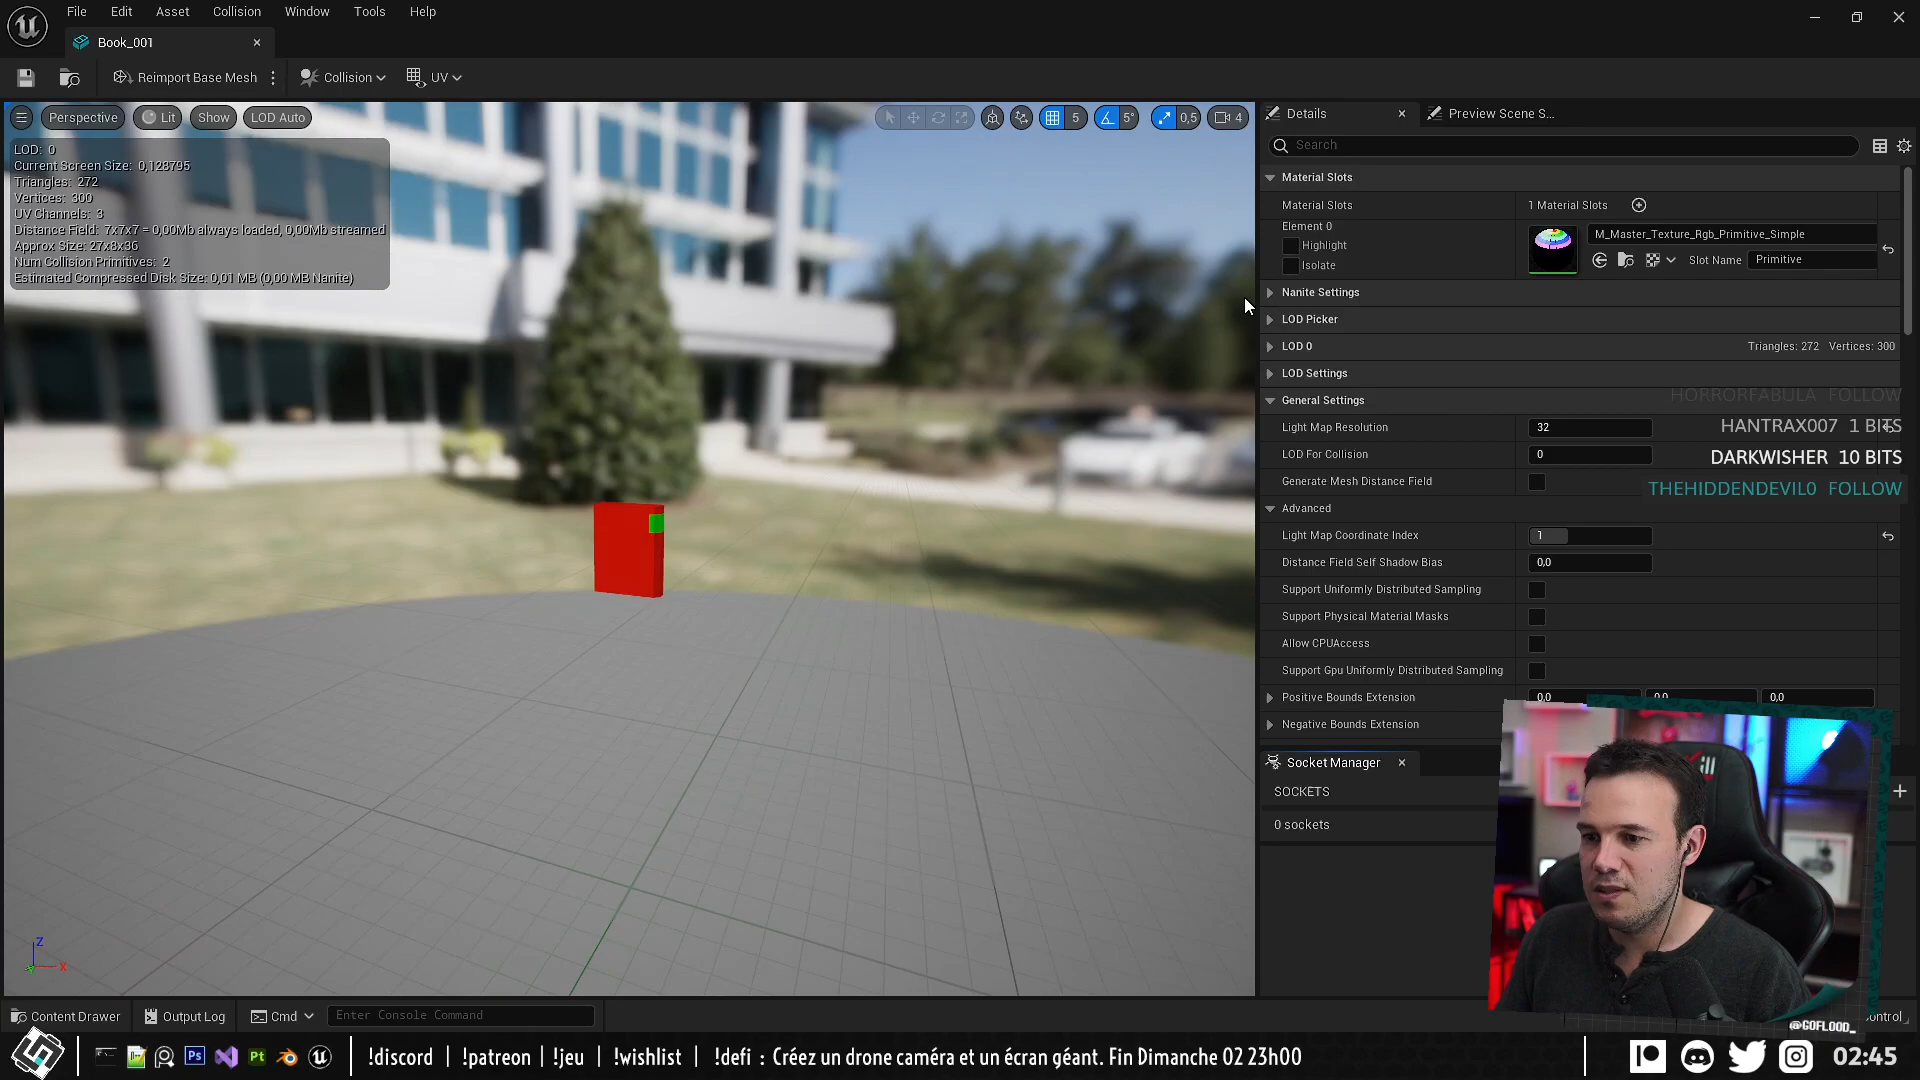 File Edit Asset Collision Window Tools Help
Book_001
Reimport Base Mesh
Collision
UV
Perspective Lit Show LOD Auto
5 5° 0,5 4
LOD: 0
Current Screen Size: 0,128795
Triangles: 272
Vertices: 300
UV Channels: 3
Distance Field: 7x7x7 = 0,00Mb always loaded, 0,00Mb streamed
Approx Size: 27x8x36
Num Collision Primitives: 2
Estimated Compressed Disk Size: 0,01 MB (0,00 MB Nanite)
Z
X
Details
Preview Scene S...
Search
Material Slots
Material Slots 1 Material Slots
Element 0
Highlight
Isolate
M_Master_Texture_Rgb_Primitive_Simple
Slot Name Primitive
Nanite Settings
LOD Picker
LOD 0 Triangles: 272 Vertices: 300
LOD Settings
HORRORFABULA FOLLOW
General Settings
Light Map Resolution 32
HANTRAX007 1 BITS
LOD For Collision 0
DARKWISHER 10 BITS
Generate Mesh Distance Field
THEHIDDENDEVIL0 FOLLOW
Advanced
Light Map Coordinate Index 1
Distance Field Self Shadow Bias 0,0
Support Uniformly Distributed Sampling
Support Physical Material Masks
Allow CPUAccess
Support Gpu Uniformly Distributed Sampling
Positive Bounds Extension 0,0 0,0 0,0
Negative Bounds Extension
Socket Manager
SOCKETS
0 sockets
@GOFLOOD_
Content Drawer Output Log Cmd Enter Console Command
Ps Pt
!discord | !patreon | !jeu | !wishlist | !defi : Créez un drone caméra et un écran géant. Fin Dimanche 02 23h00
02:45